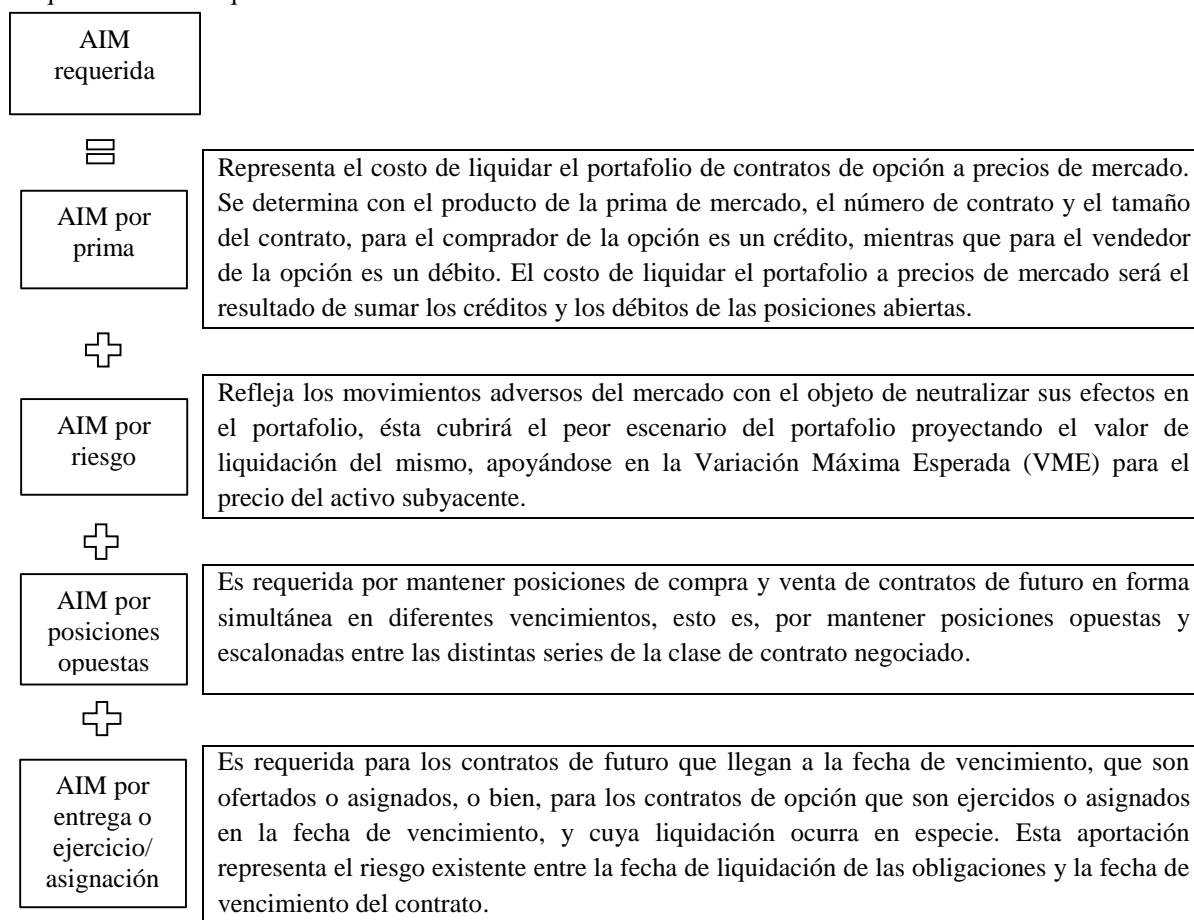 AIM
requerida
AIM por
prima
Representa el costo de liquidar el portafolio de contratos de opción a precios de mercado.
Se determina con el producto de la prima de mercado, el número de contrato y el tamaño
del contrato, para el comprador de la opción es un crédito, mientras que para el vendedor
de la opción es un débito. El costo de liquidar el portafolio a precios de mercado será el
resultado de sumar los créditos y los débitos de las posiciones abiertas.
AIM por
riesgo
Refleja los movimientos adversos del mercado con el objeto de neutralizar sus efectos en
el portafolio, ésta cubrirá el peor escenario del portafolio proyectando el valor de
liquidación del mismo, apoyándose en la Variación Máxima Esperada (VME) para el
precio del activo subyacente.
AIM por
posiciones
opuestas
Es requerida por mantener posiciones de compra y venta de contratos de futuro en forma
simultánea en diferentes vencimientos, esto es, por mantener posiciones opuestas y
escalonadas entre las distintas series de la clase de contrato negociado.
AIM por
entrega o
ejercicio/
asignación
Es requerida para los contratos de futuro que llegan a la fecha de vencimiento, que son
ofertados o asignados, o bien, para los contratos de opción que son ejercidos o asignados
en la fecha de vencimiento, y cuya liquidación ocurra en especie. Esta aportación
representa el riesgo existente entre la fecha de liquidación de las obligaciones y la fecha de
vencimiento del contrato.